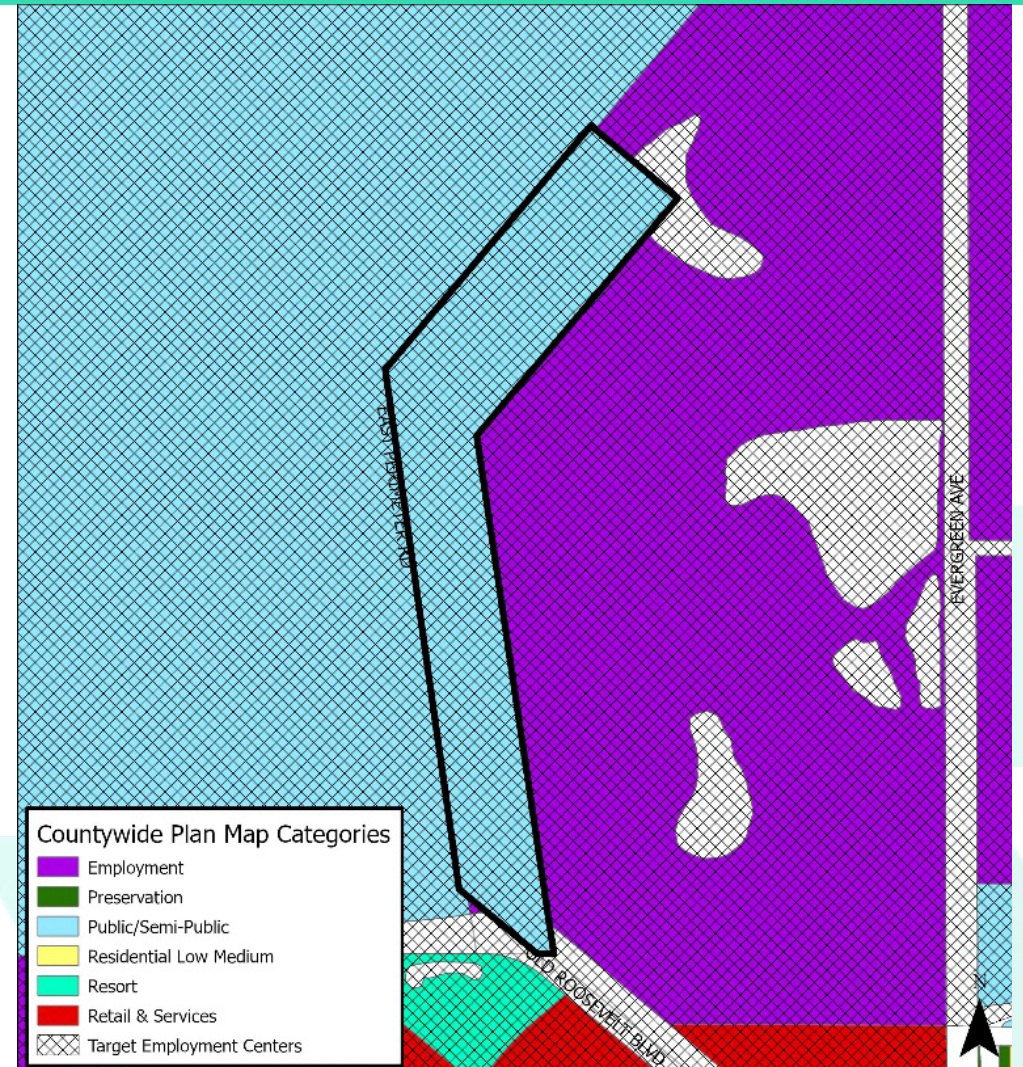 EAST PERIMETER RD
EVERGREEN AVE
OLD ROOSEVELT BLVD
N
Countywide Plan Map Categories
Employment
Preservation
Public/Semi-Public
Residential Low Medium
Resort
Retail & Services
Target Employment Centers